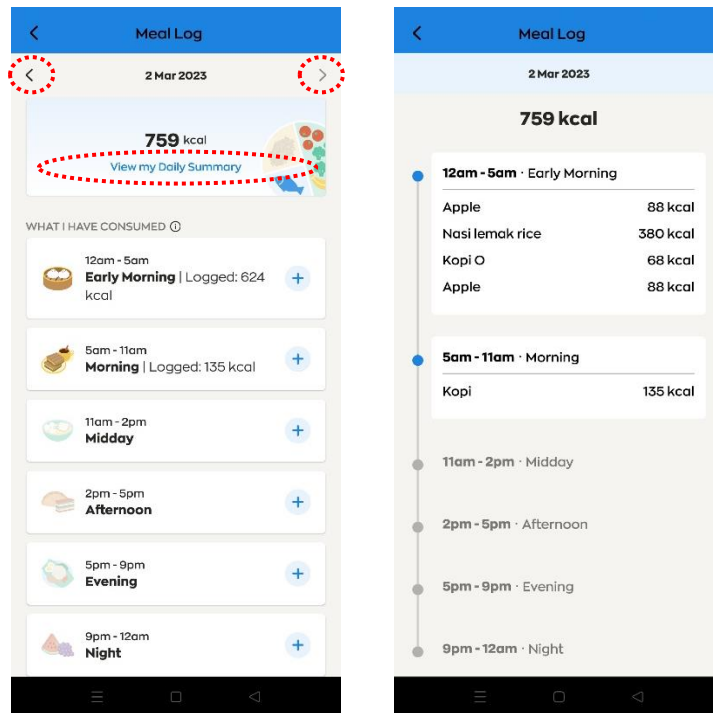 Meal Log
2 Mar 2023
759 kcal
View my Daily Summary
WHAT I HAVE CONSUMED
12am - 5am
Early Morning | Logged: 624
kcal
5am - 11am
Morning | Logged: 135 kcal
11am - 2pm
Midday
2pm - 5pm
Afternoon
5pm - 9pm
Evening
9pm - 12am
Night
Meal Log
2 Mar 2023
759 kcal
12am - 5am · Early Morning
Apple 88 kcal
Nasi lemak rice 380 kcal
Kopi O 68 kcal
Apple 88 kcal
5am - 11am · Morning
Kopi 135 kcal
11am - 2pm · Midday
2pm - 5pm · Afternoon
5pm - 9pm · Evening
9pm - 12am · Night